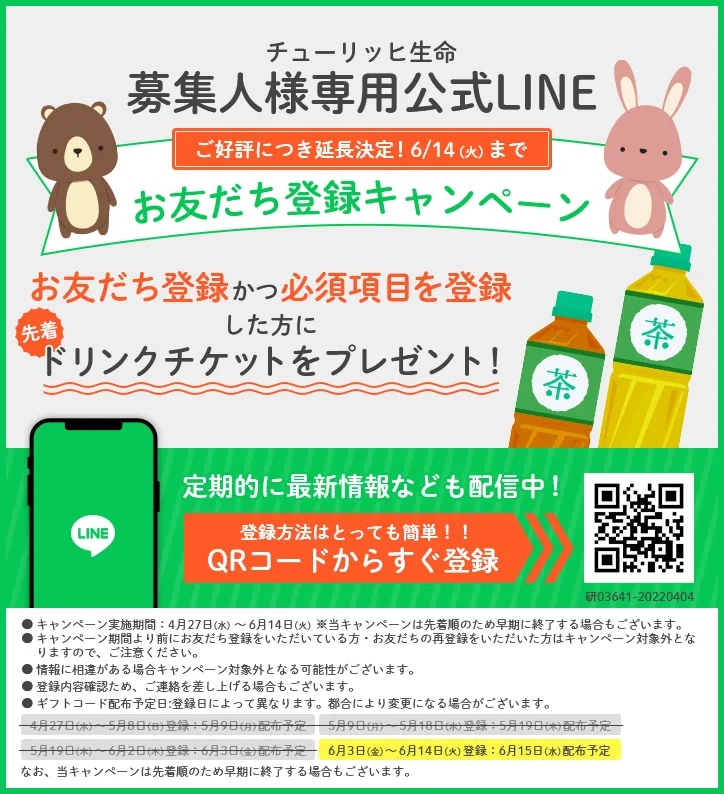 チューリッヒ生命
募集人様専用公式LINE
ご好評につき延長決定！6/14（火）まで
お友だち登録キャンペーン
お友だち登録かつ必須項目を登録
した方に
先着
ドリンクチケットをプレゼント！
茶
茶
定期的に最新情報なども配信中！
LINE
登録方法はとっても簡単！！
QRコードからすぐ登録
研03641-20220404
●キャンペーン実施期間：4月27日(水) ～ 6月14日(火) ※当キャンペーンは先着順のため早期に終了する場合もございます。
●キャンペーン期間より前にお友だち登録をいただいている方・お友だちの再登録をいただいた方はキャンペーン対象外とな
りますので、ご注意ください。
●情報に相違がある場合キャンペーン対象外となる可能性がございます。
●登録内容確認ため、ご連絡を差し上げる場合もございます。
●ギフトコード配布予定日:登録日によって異なります。都合により変更になる場合がございます。
4月27日(水) ～ 5月8日(日)登録：5月9日(月)配布予定 5月9日(月) ～ 5月18日(水)登録：5月19日(木)配布予定
5月19日(木) ～ 6月2日(木)登録：6月3日(金)配布予定 6月3日(金) ～ 6月14日(火)登録：6月15日(水)配布予定
なお、当キャンペーンは先着順のため早期に終了する場合もございます。